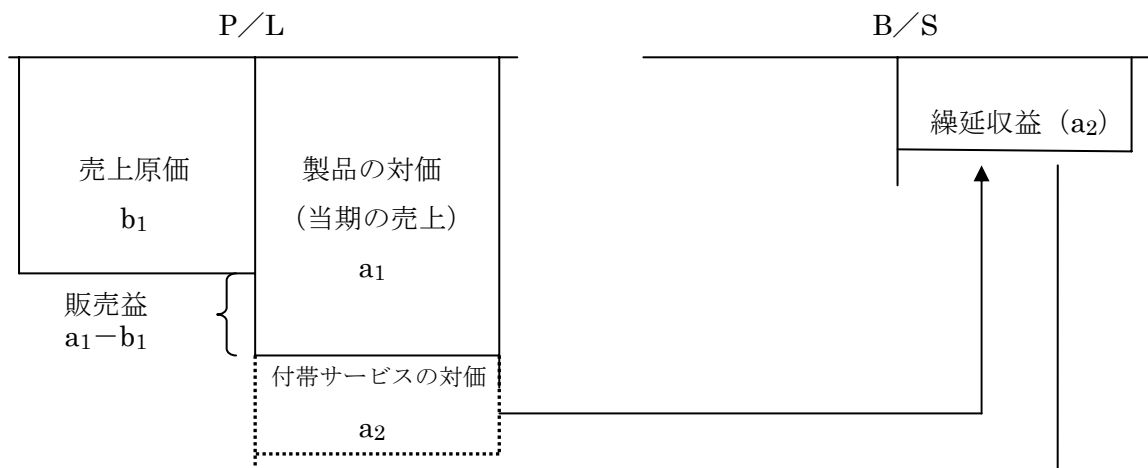 P/L
B/S
売上原価
b₁
製品の対価
(当期の売上)
a₁
販売益
a₁−b₁
付帯サービスの対価
a₂
繰延収益(a₂)